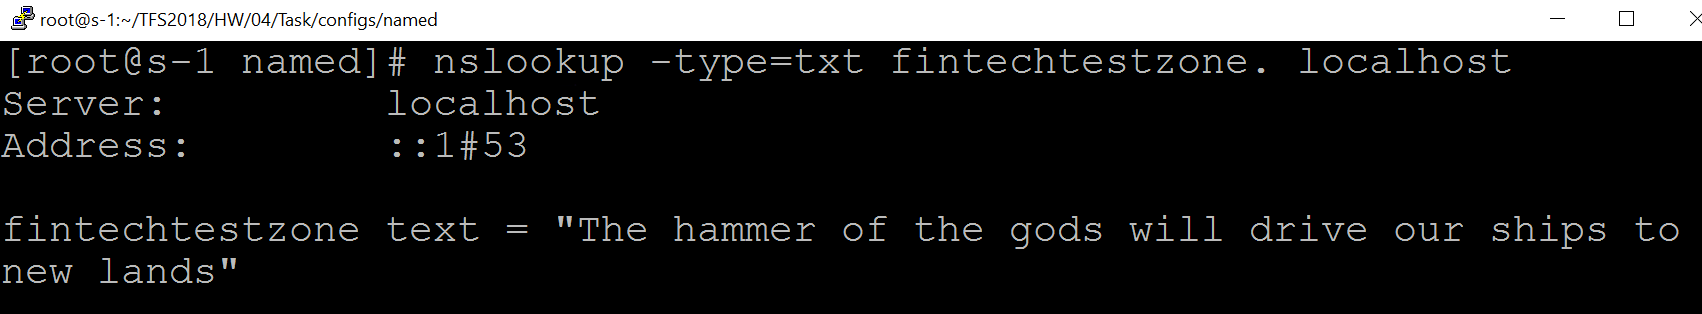 root@s-1:~/TFS2018/HW/04/Task/configs/named
[root@s-1 named]# nslookup -type=txt fintechtestzone. localhost
Server:         localhost
Address:        ::1#53
fintechtestzone text = "The hammer of the gods will drive our ships to
new lands"